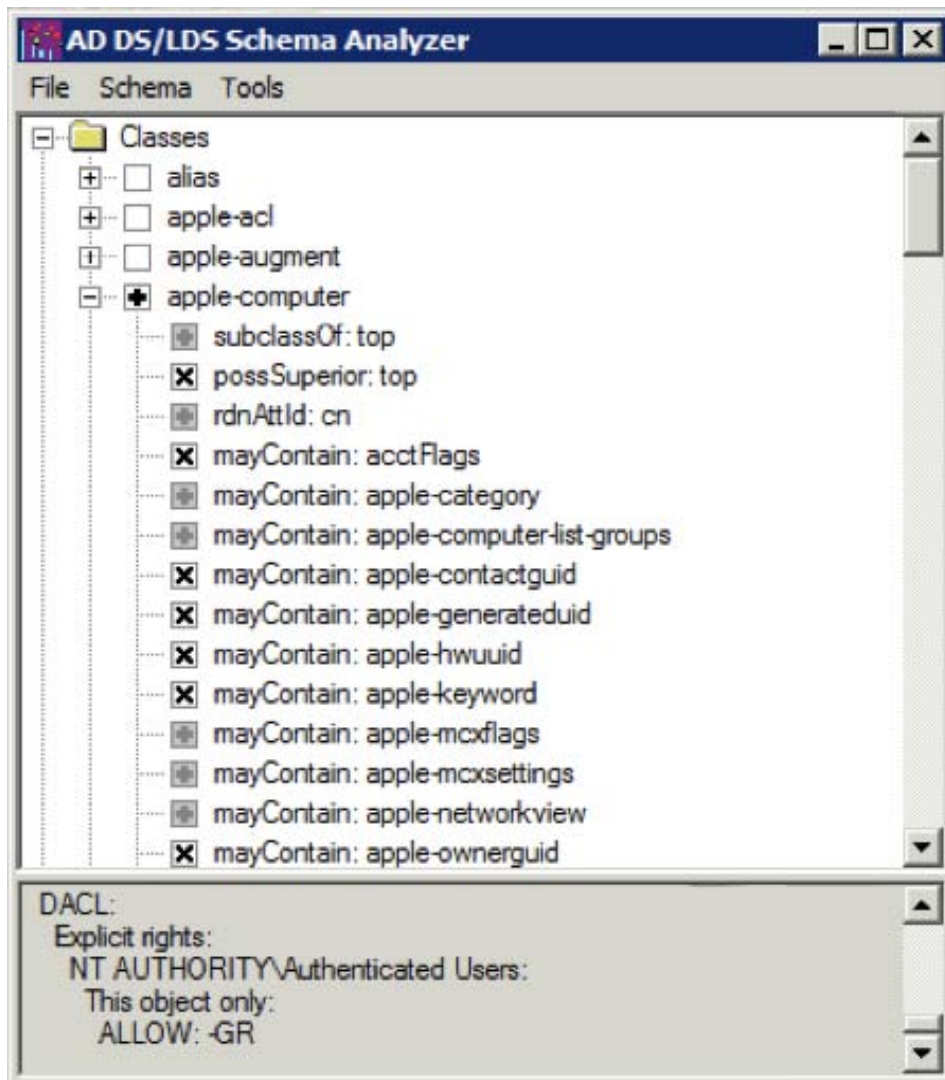 AD DS/LDS Schema Analyzer
File Schema Tools
Classes
alias
apple-acl
apple-augment
apple-computer
subclassOf: top
possSuperior: top
rdnAttId: cn
mayContain: acctFlags
mayContain: apple-category
mayContain: apple-computer-list-groups
mayContain: apple-contactguid
mayContain: apple-generateduid
mayContain: apple-hwuuid
mayContain: apple-keyword
mayContain: apple-mcxflags
mayContain: apple-mcxsettings
mayContain: apple-networkview
mayContain: apple-ownerguid
DACL:
Explicit rights:
NT AUTHORITY\Authenticated Users:
This object only:
ALLOW: -GR